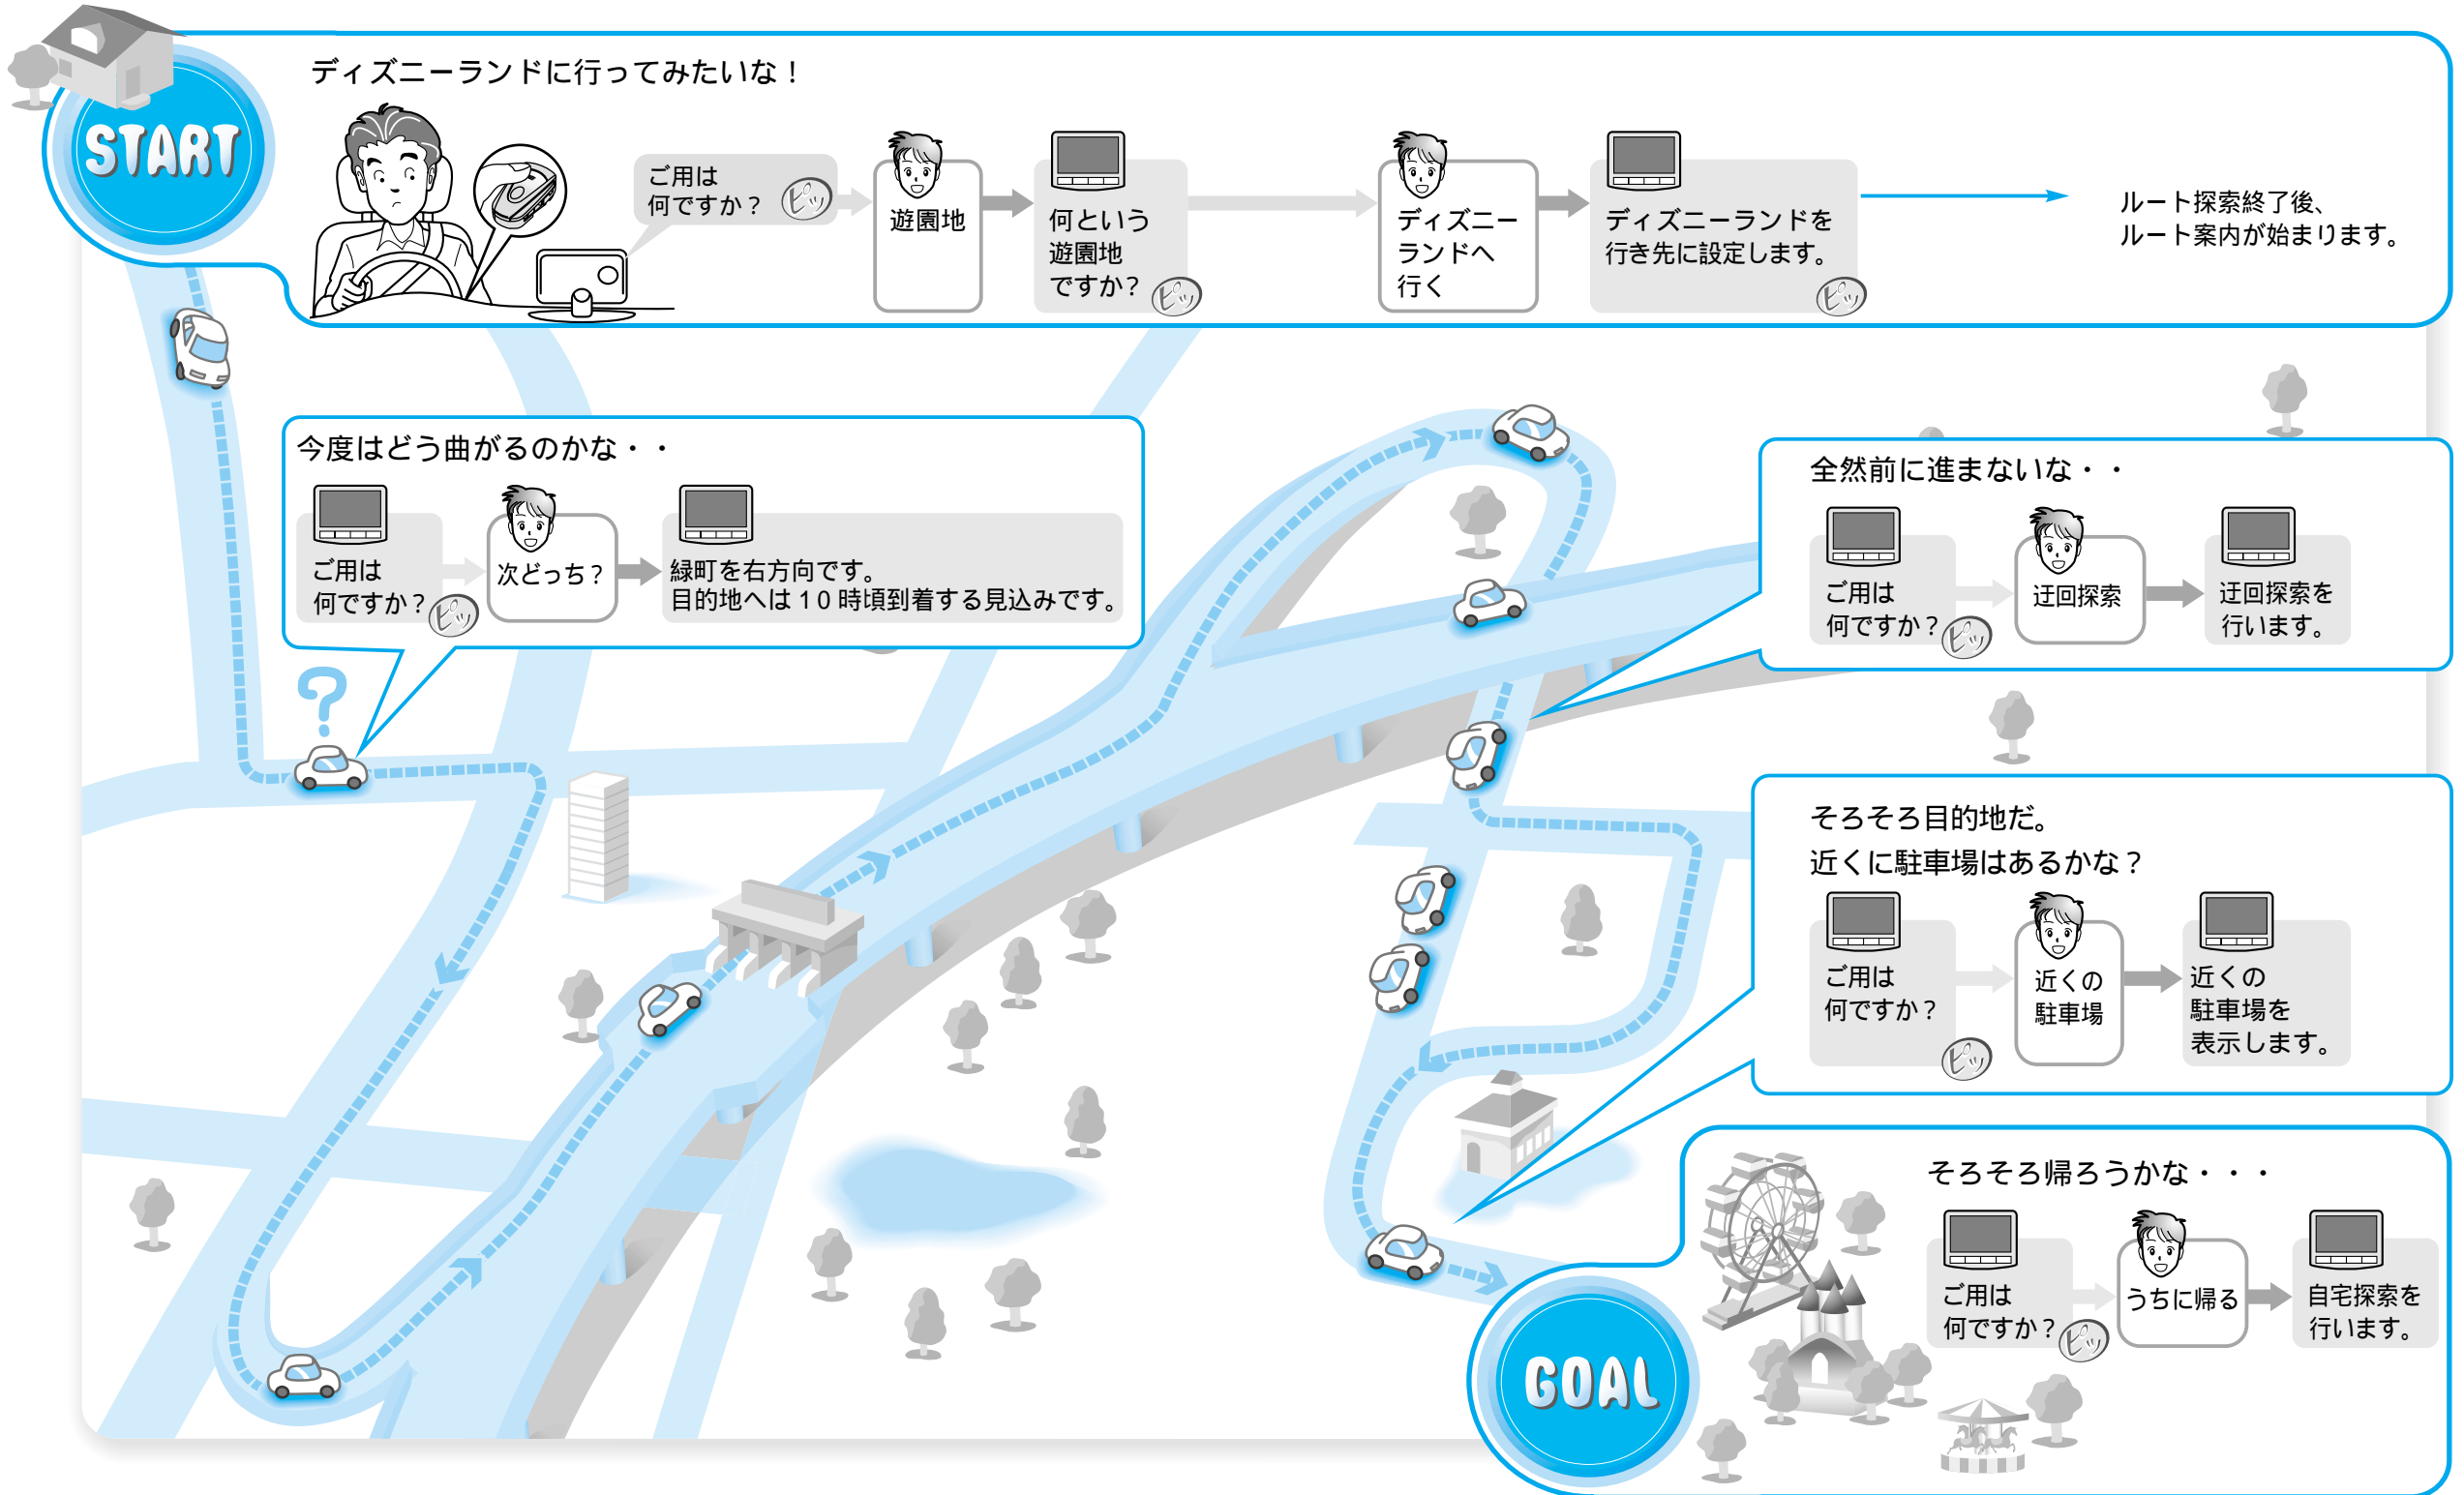 START
ディズニーランドに行ってみたいな！
ご用は
何ですか？
ピッ
遊園地
何という
遊園地
ですか？
ピッ
ディズニー
ランドへ
行く
ディズニーランドを
行き先に設定します。
ピッ
ルート探索終了後、
ルート案内が始まります。
今度はどう曲がるのかな・・
ご用は
何ですか？
ピッ
次どっち？
緑町を右方向です。
目的地へは１０時頃到着する見込みです。
?
全然前に進まないな・・
ご用は
何ですか？
ピッ
迂回探索
迂回探索を
行います。
そろそろ目的地だ。
近くに駐車場はあるかな？
ご用は
何ですか？
ピッ
近くの
駐車場
近くの
駐車場を
表示します。
そろそろ帰ろうかな・・・
ご用は
何ですか？
ピッ
うちに帰る
自宅探索を
行います。
GOAL